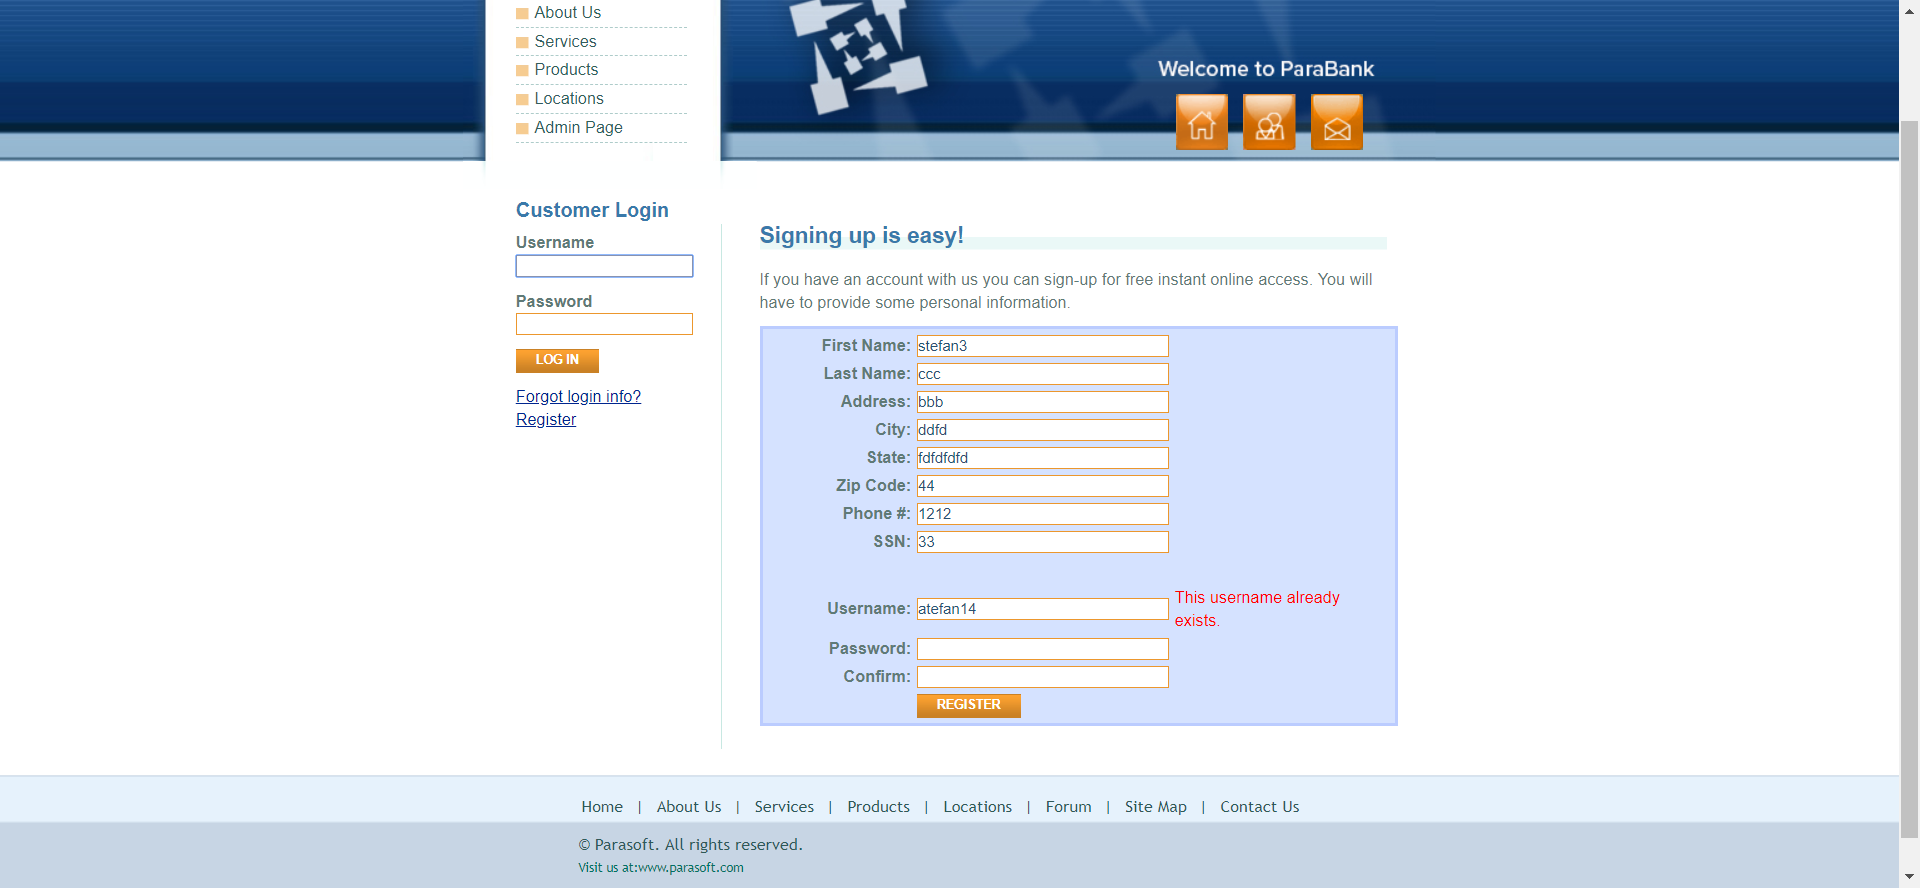 About Us
Services
Products
Locations
Admin Page
Welcome to ParaBank
Customer Login
Username
Password
LOG IN
Forgot login info?
Register
Signing up is easy!
If you have an account with us you can sign-up for free instant online access. You will
have to provide some personal information.
First Name: stefan3
Last Name: ccc
Address: bbb
City: ddfd
State: fdfdfdfd
Zip Code: 44
Phone #: 1212
SSN: 33
Username: atefan14 This username already
exists.
Password:
Confirm:
REGISTER
Home | About Us | Services | Products | Locations | Forum | Site Map | Contact Us
© Parasoft. All rights reserved.
Visit us at:www.parasoft.com